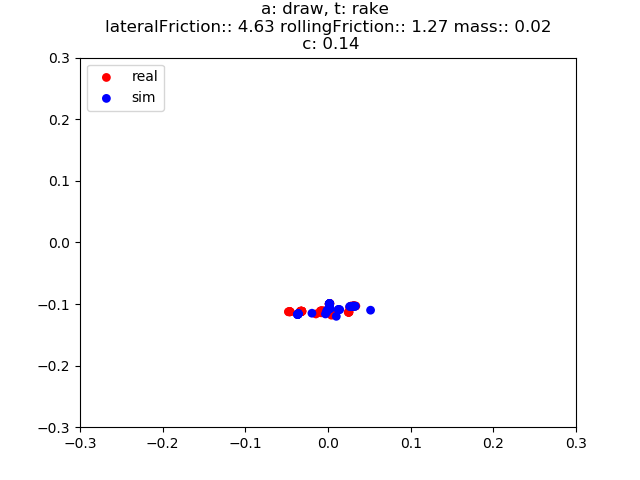 a: draw, t: rake
lateralFriction:: 4.63 rollingFriction:: 1.27 mass:: 0.02
c: 0.14
real
sim
0.3
0.2
0.1
0.0
−0.1
−0.2
−0.3
−0.3
−0.2
−0.1
0.0
0.1
0.2
0.3